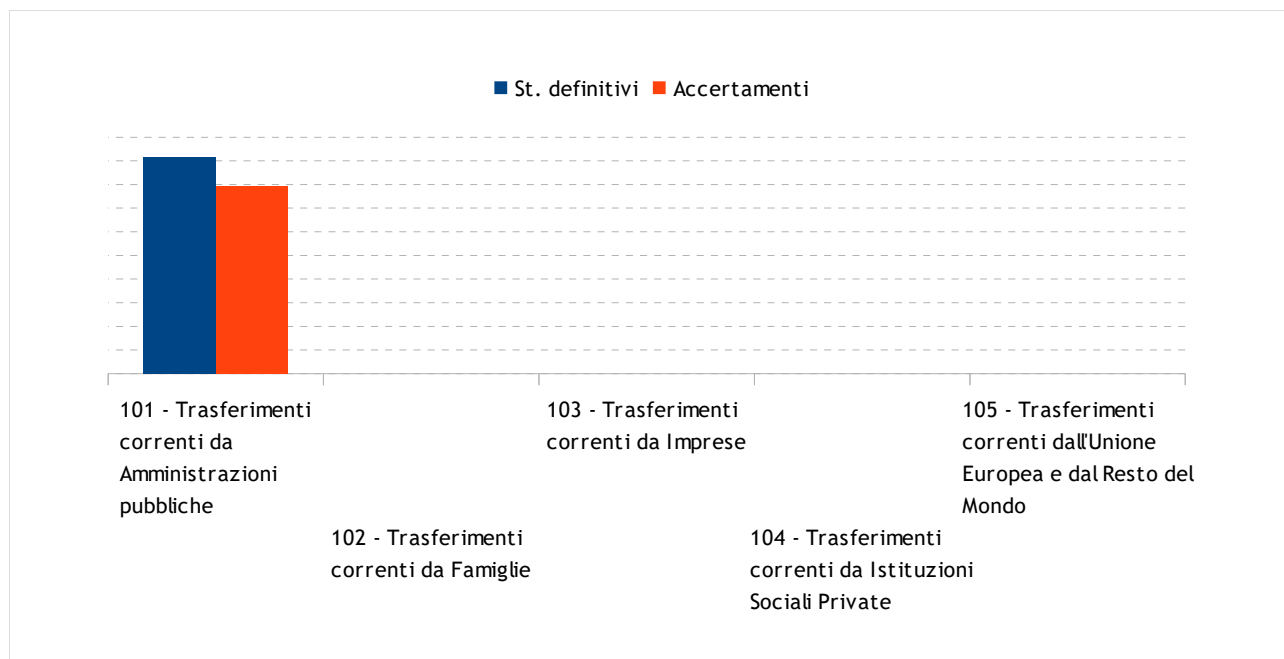 St. definitivi Accertamenti
101 - Trasferimenti
correnti da
Amministrazioni
pubbliche
102 - Trasferimenti
correnti da Famiglie
103 - Trasferimenti
correnti da Imprese
104 - Trasferimenti
correnti da Istituzioni
Sociali Private
105 - Trasferimenti
correnti dall'Unione
Europea e dal Resto del
Mondo